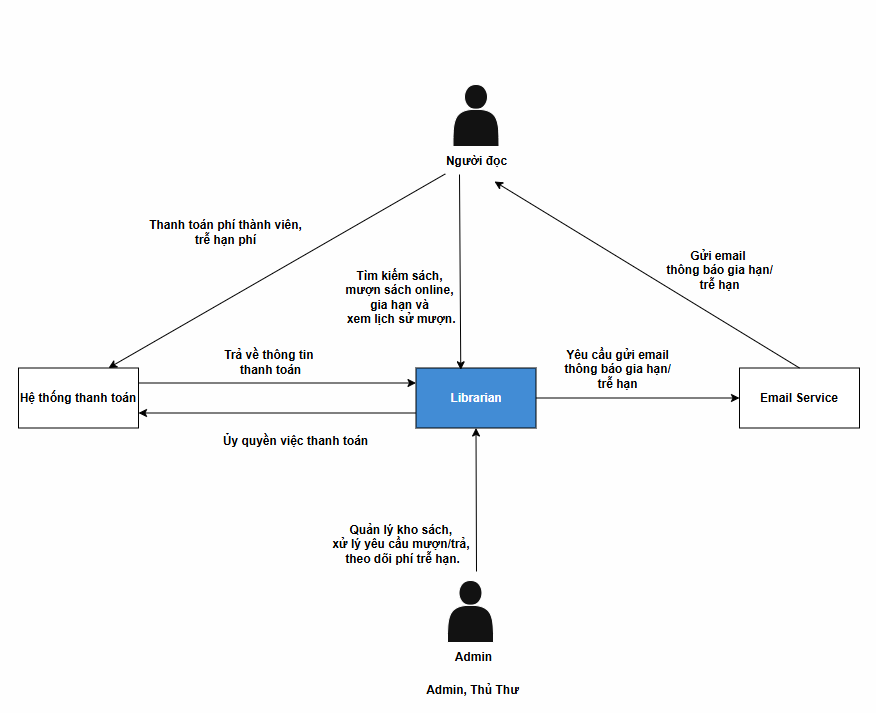 Người đọc
Thanh toán phí thành viên,
trễ hạn phí
Gửi email
thông báo gia hạn/
trễ hạn
Tìm kiếm sách,
mượn sách online,
gia hạn và
xem lịch sử mượn.
Trả về thông tin
thanh toán
Yêu cầu gửi email
thông báo gia hạn/
trễ hạn
Hệ thống thanh toán
Librarian
Email Service
Ủy quyền việc thanh toán
Quản lý kho sách,
xử lý yêu cầu mượn/trả,
theo dõi phí trễ hạn.
Admin
Admin, Thủ Thư